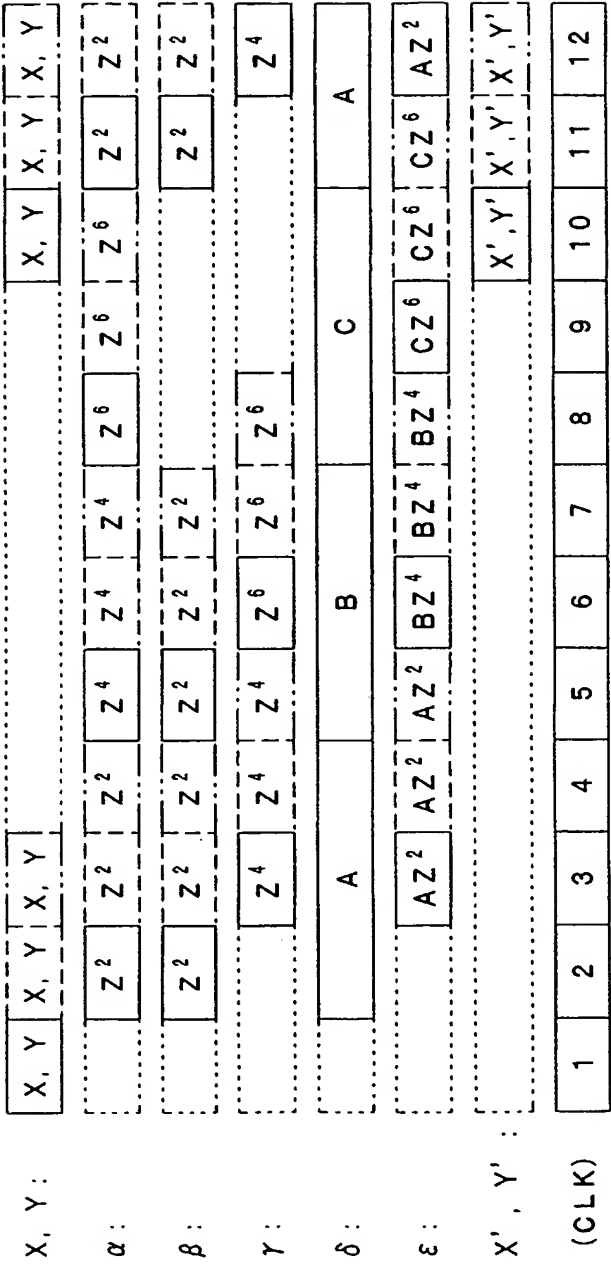 X, Y : X, Y X, Y X, Y X, Y X, Y X, Y
α : Z² Z² Z² Z⁴ Z⁴ Z⁴ Z⁶ Z⁶ Z⁶ Z² Z²
β : Z² Z² Z² Z² Z² Z² Z² Z²
γ : Z⁴ Z⁴ Z⁴ Z⁶ Z⁶ Z⁶ Z⁴
δ : A B C A
ε : AZ² AZ² AZ² BZ⁴ BZ⁴ BZ⁴ CZ⁶ CZ⁶ CZ⁶ AZ²
X', Y' : X', Y' X', Y' X', Y'
(CLK) 1 2 3 4 5 6 7 8 9 10 11 12